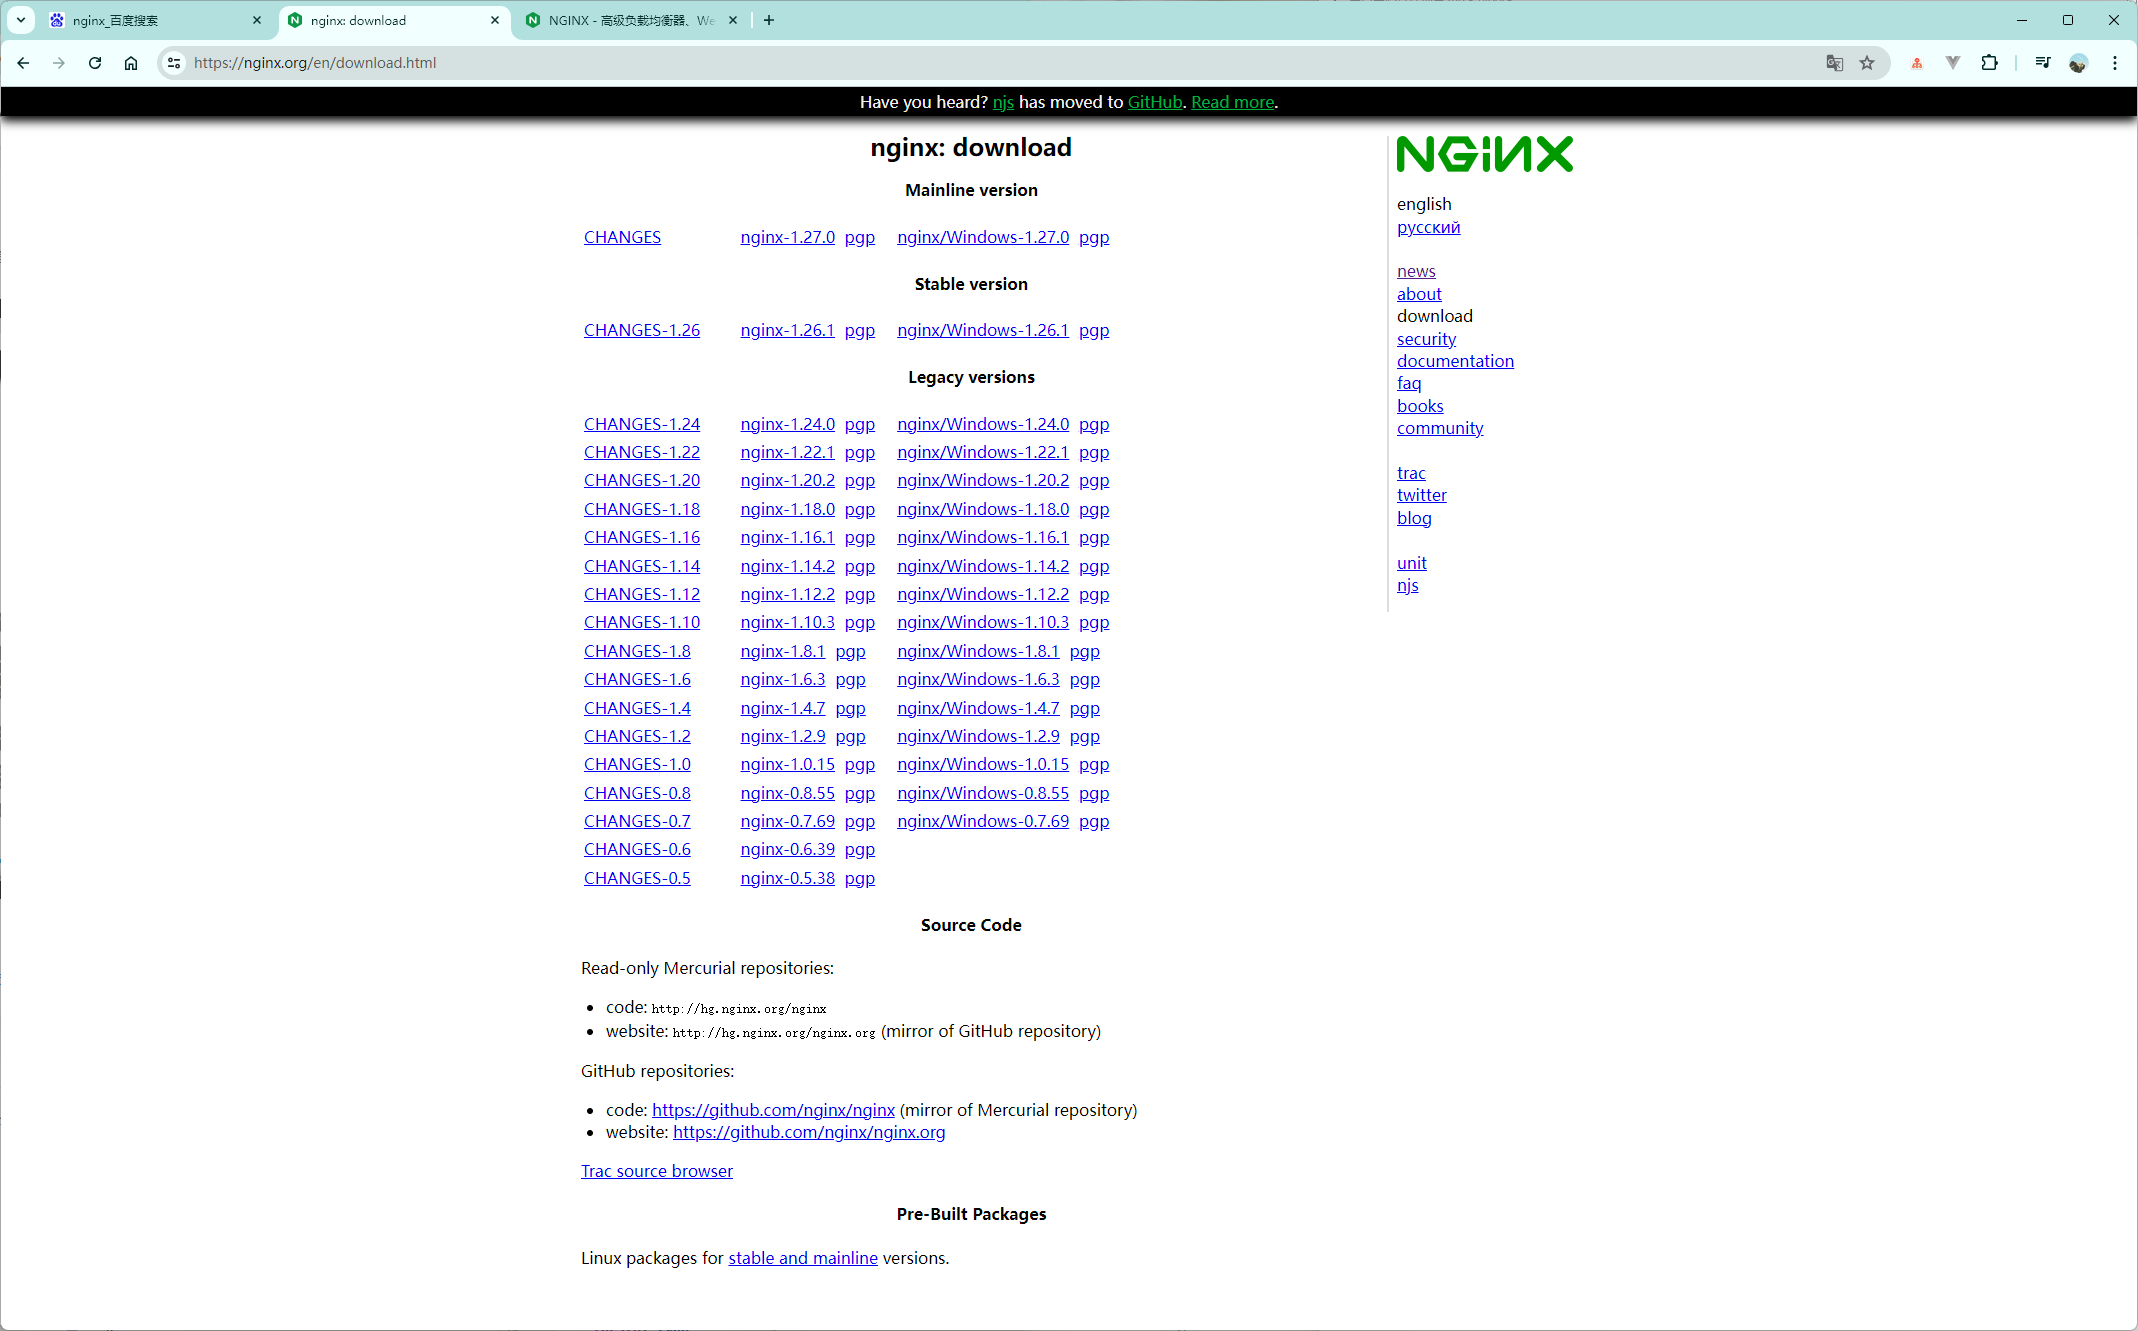 nginx_百度搜索
nginx: download
NGINX - 高级负载均衡器、We
https://nginx.org/en/download.html
Have you heard? njs has moved to GitHub. Read more.
nginx: download
Mainline version
CHANGES nginx-1.27.0 pgp nginx/Windows-1.27.0 pgp
Stable version
CHANGES-1.26 nginx-1.26.1 pgp nginx/Windows-1.26.1 pgp
Legacy versions
CHANGES-1.24 nginx-1.24.0 pgp nginx/Windows-1.24.0 pgp
CHANGES-1.22 nginx-1.22.1 pgp nginx/Windows-1.22.1 pgp
CHANGES-1.20 nginx-1.20.2 pgp nginx/Windows-1.20.2 pgp
CHANGES-1.18 nginx-1.18.0 pgp nginx/Windows-1.18.0 pgp
CHANGES-1.16 nginx-1.16.1 pgp nginx/Windows-1.16.1 pgp
CHANGES-1.14 nginx-1.14.2 pgp nginx/Windows-1.14.2 pgp
CHANGES-1.12 nginx-1.12.2 pgp nginx/Windows-1.12.2 pgp
CHANGES-1.10 nginx-1.10.3 pgp nginx/Windows-1.10.3 pgp
CHANGES-1.8 nginx-1.8.1 pgp nginx/Windows-1.8.1 pgp
CHANGES-1.6 nginx-1.6.3 pgp nginx/Windows-1.6.3 pgp
CHANGES-1.4 nginx-1.4.7 pgp nginx/Windows-1.4.7 pgp
CHANGES-1.2 nginx-1.2.9 pgp nginx/Windows-1.2.9 pgp
CHANGES-1.0 nginx-1.0.15 pgp nginx/Windows-1.0.15 pgp
CHANGES-0.8 nginx-0.8.55 pgp nginx/Windows-0.8.55 pgp
CHANGES-0.7 nginx-0.7.69 pgp nginx/Windows-0.7.69 pgp
CHANGES-0.6 nginx-0.6.39 pgp
CHANGES-0.5 nginx-0.5.38 pgp
Source Code
Read-only Mercurial repositories:
code: http://hg.nginx.org/nginx
website: http://hg.nginx.org/nginx.org (mirror of GitHub repository)
GitHub repositories:
code: https://github.com/nginx/nginx (mirror of Mercurial repository)
website: https://github.com/nginx/nginx.org
Trac source browser
Pre-Built Packages
Linux packages for stable and mainline versions.
NGINX
english
русский
news
about
download
security
documentation
faq
books
community
trac
twitter
blog
unit
njs